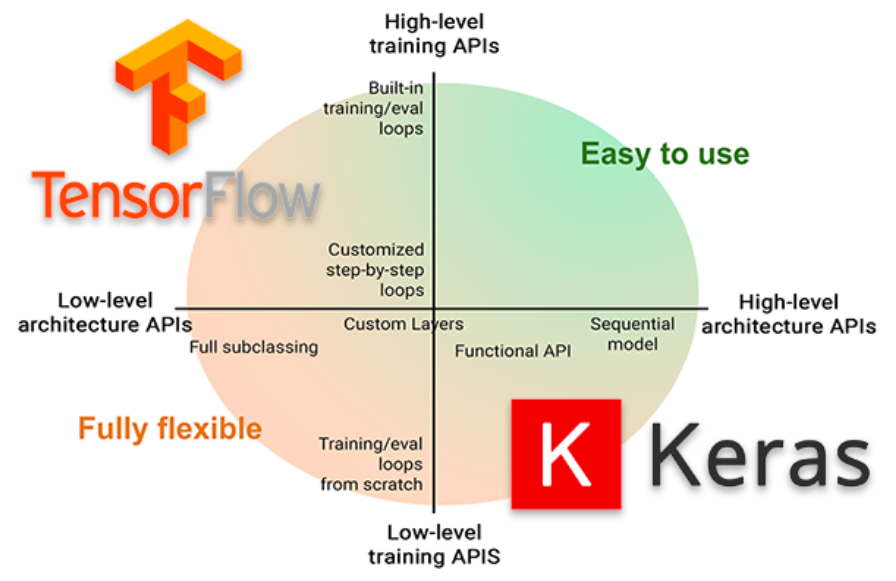 High-level
training APIs
Built-in
training/eval
loops
Easy to use
TensorFlow
Customized
step-by-step
loops
Low-level
architecture APIs
High-level
architecture APIs
Custom Layers
Sequential
model
Full subclassing
Functional API
Fully flexible
K Keras
Training/eval
loops
from scratch
Low-level
training APIS